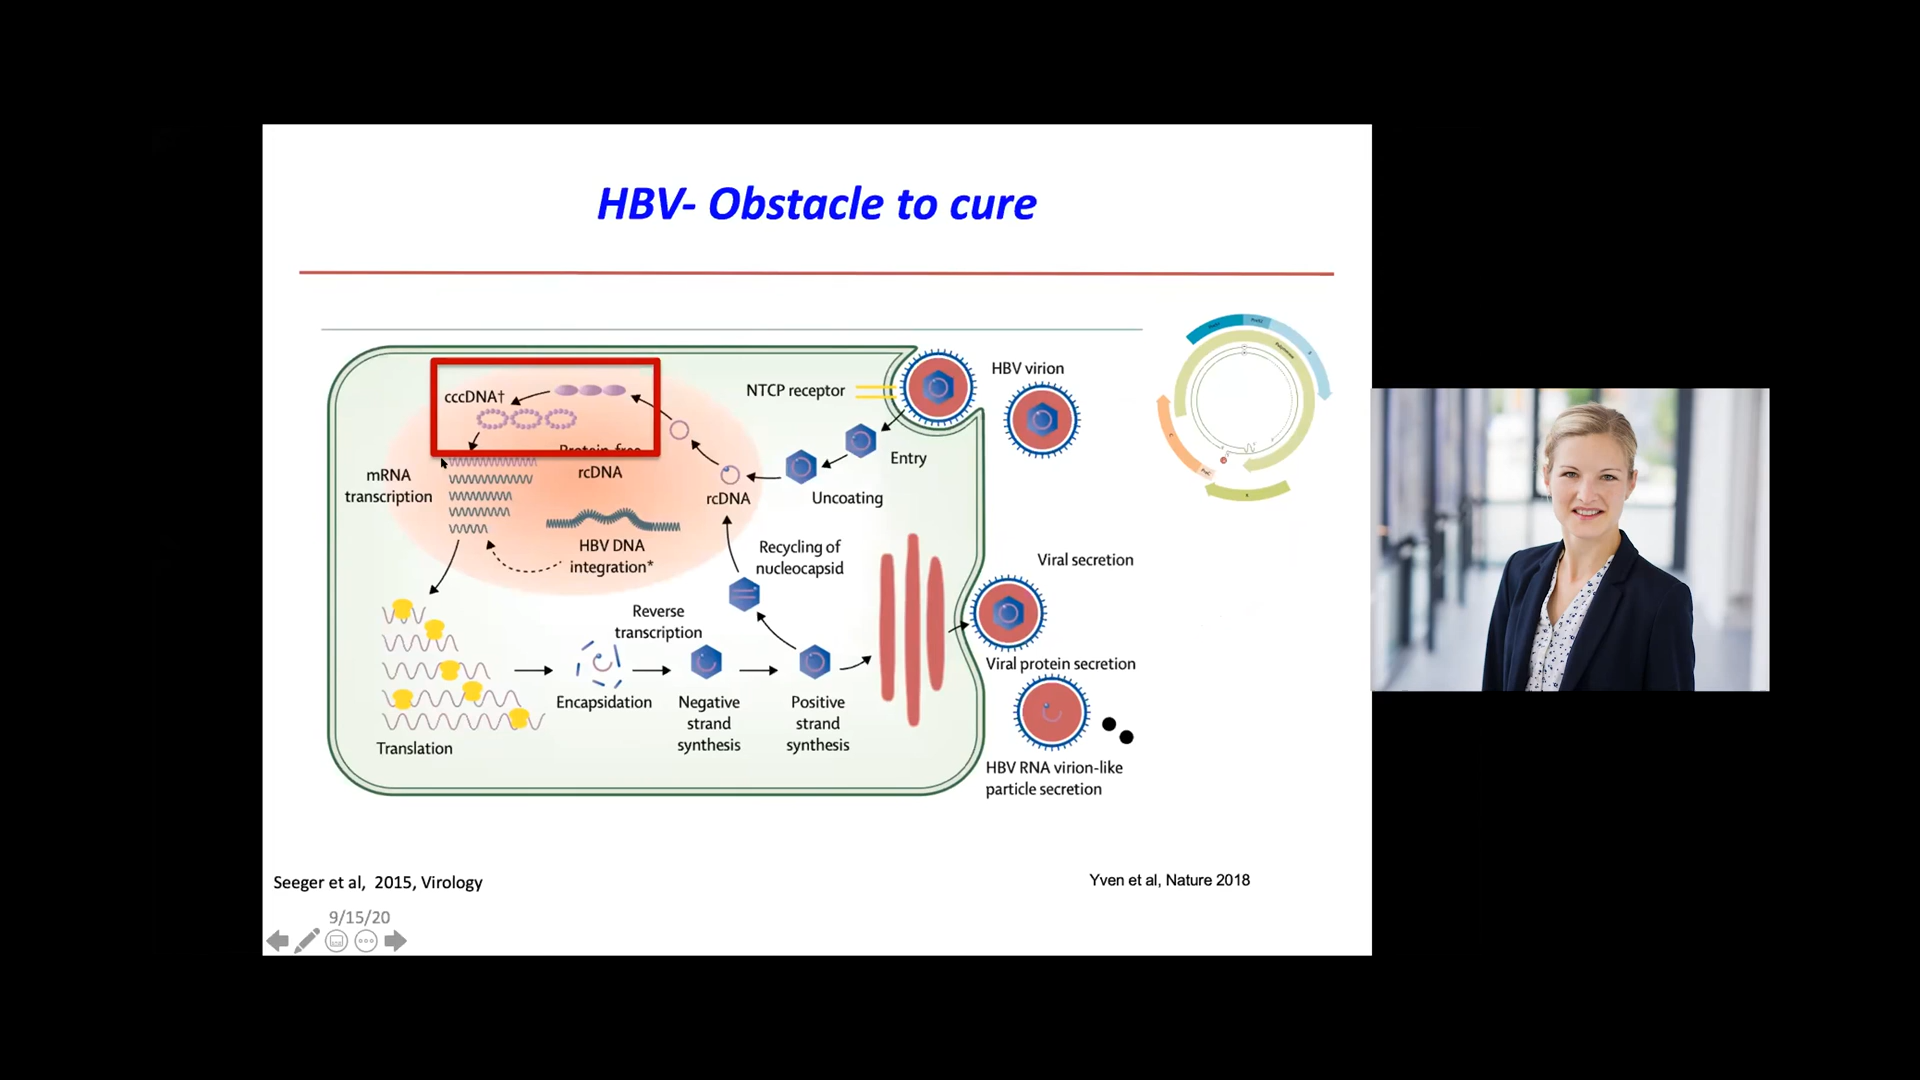 HBV- Obstacle to cure
cccDNA†
Protein-free
rcDNA
mRNA
transcription
HBV DNA
integration*
NTCP receptor
HBV virion
Entry
Uncoating
rcDNA
Recycling of
nucleocapsid
Viral secretion
Reverse
transcription
Viral protein secretion
Encapsidation
Negative
strand
synthesis
Positive
strand
synthesis
Translation
HBV RNA virion-like
particle secretion
Seeger et al, 2015, Virology
Yven et al, Nature 2018
9/15/20